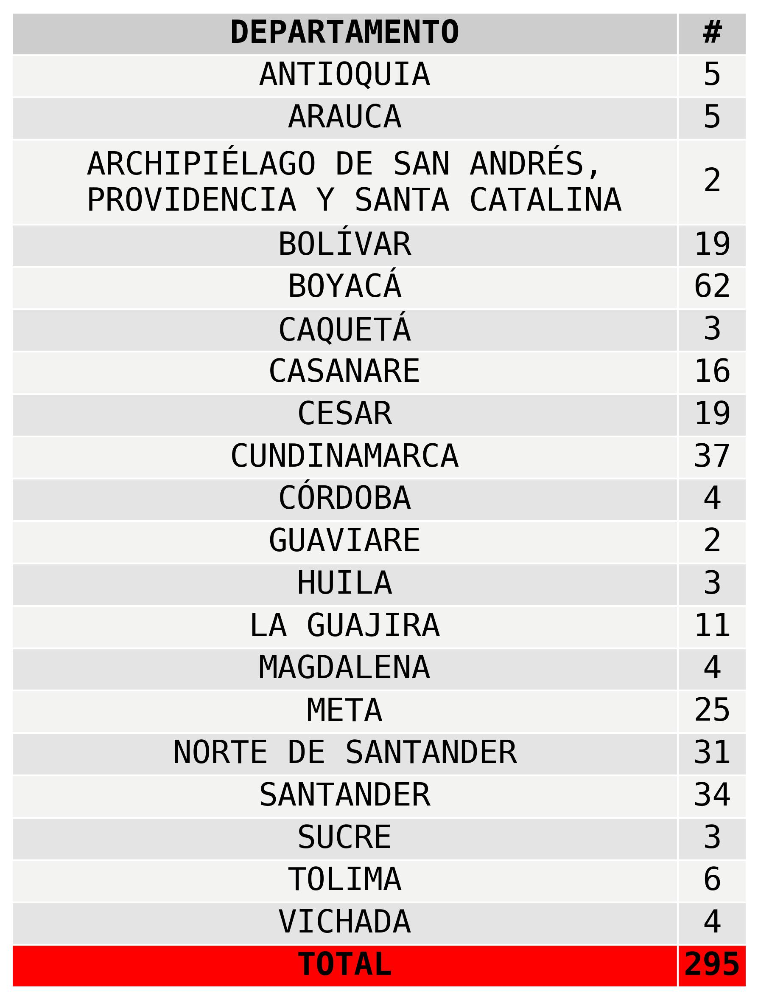 DEPARTAMENTO #
ANTIOQUIA 5
ARAUCA 5
ARCHIPIÉLAGO DE SAN ANDRÉS,
PROVIDENCIA Y SANTA CATALINA 2
BOLÍVAR 19
BOYACÁ 62
CAQUETÁ 3
CASANARE 16
CESAR 19
CUNDINAMARCA 37
CÓRDOBA 4
GUAVIARE 2
HUILA 3
LA GUAJIRA 11
MAGDALENA 4
META 25
NORTE DE SANTANDER 31
SANTANDER 34
SUCRE 3
TOLIMA 6
VICHADA 4
TOTAL 295